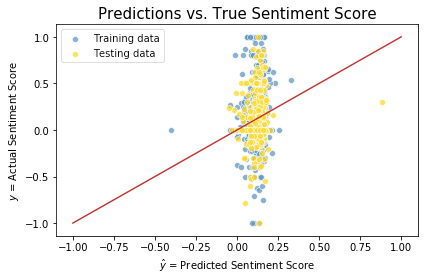 Predictions vs. True Sentiment Score
Training data
Testing data
1.0
0.5
0.0
−0.5
−1.0
y = Actual Sentiment Score
−1.00 −0.75 −0.50 −0.25 0.00 0.25 0.50 0.75 1.00
ŷ = Predicted Sentiment Score